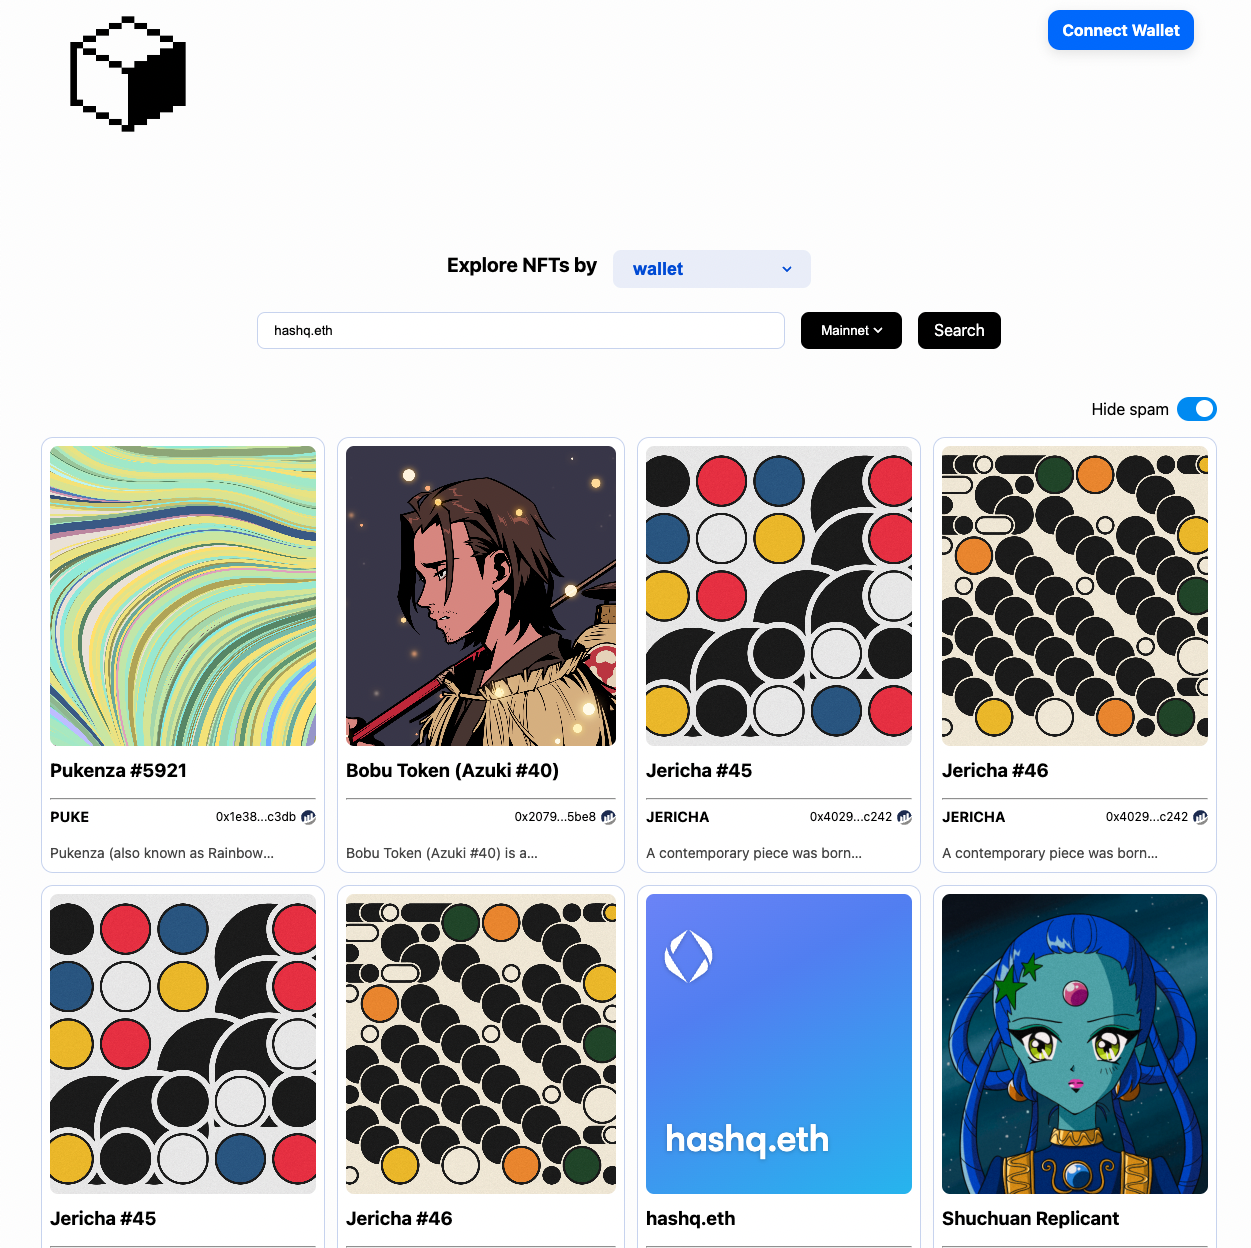 Connect Wallet
Explore NFTs by wallet
hashq.eth Mainnet Search
Hide spam
Pukenza #5921
PUKE 0x1e38...c3db
Pukenza (also known as Rainbow...
Bobu Token (Azuki #40)
0x2079...5be8
Bobu Token (Azuki #40) is a...
Jericha #45
JERICHA 0x4029...c242
A contemporary piece was born...
Jericha #46
JERICHA 0x4029...c242
A contemporary piece was born...
Jericha #45
Jericha #46
hashq.eth
hashq.eth
Shuchuan Replicant